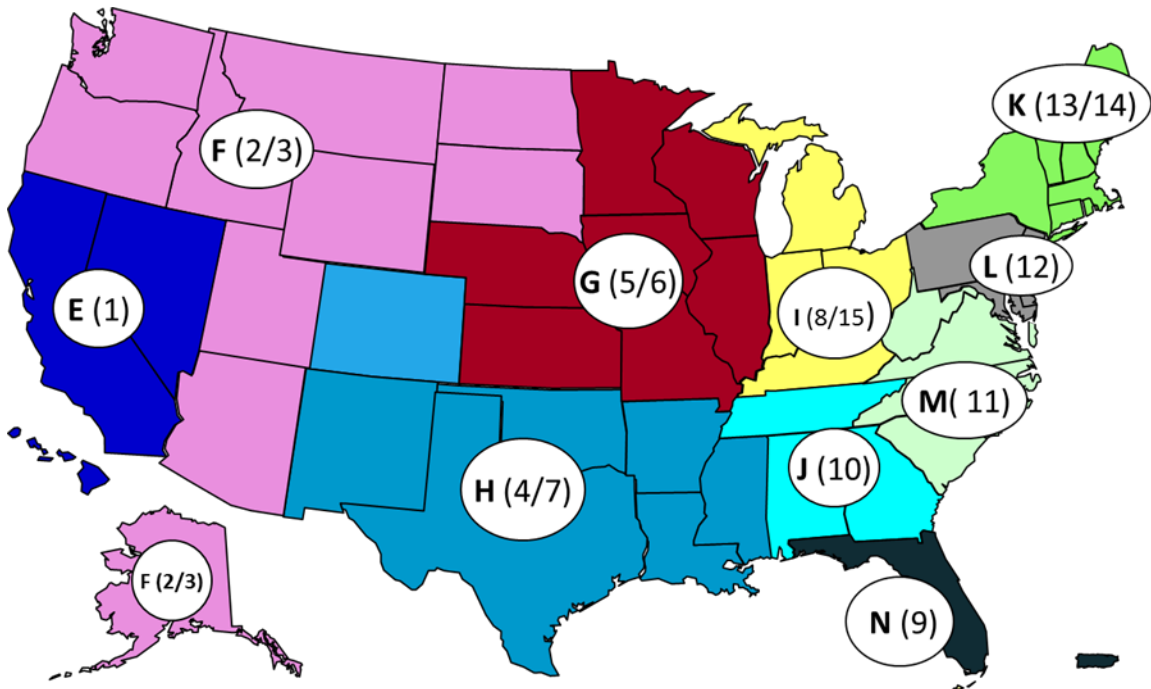 K (13/14)
F (2/3)
L (12)
G (5/6)
E (1)
I (8/15)
M( 11)
J (10)
H (4/7)
F (2/3)
N (9)